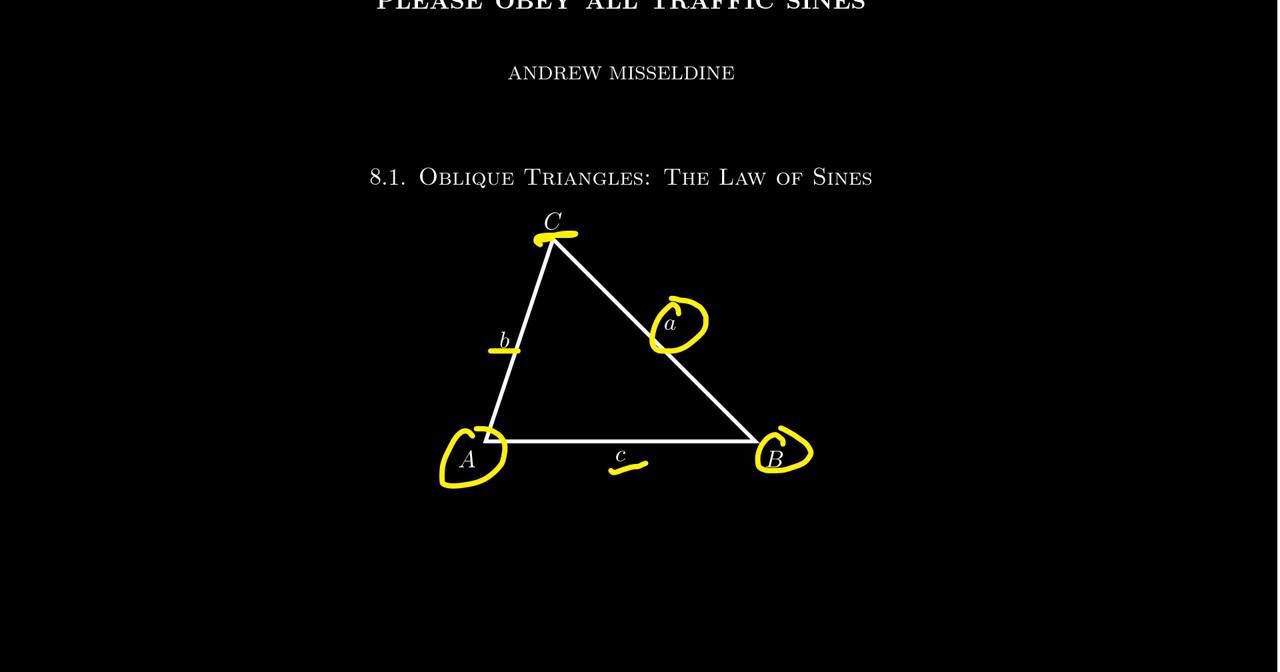 PLEASE OBEY ALL TRAFFIC SINES
ANDREW MISSELDINE
8.1. OBLIQUE TRIANGLES: THE LAW OF SINES
C
a
b
c
A
B